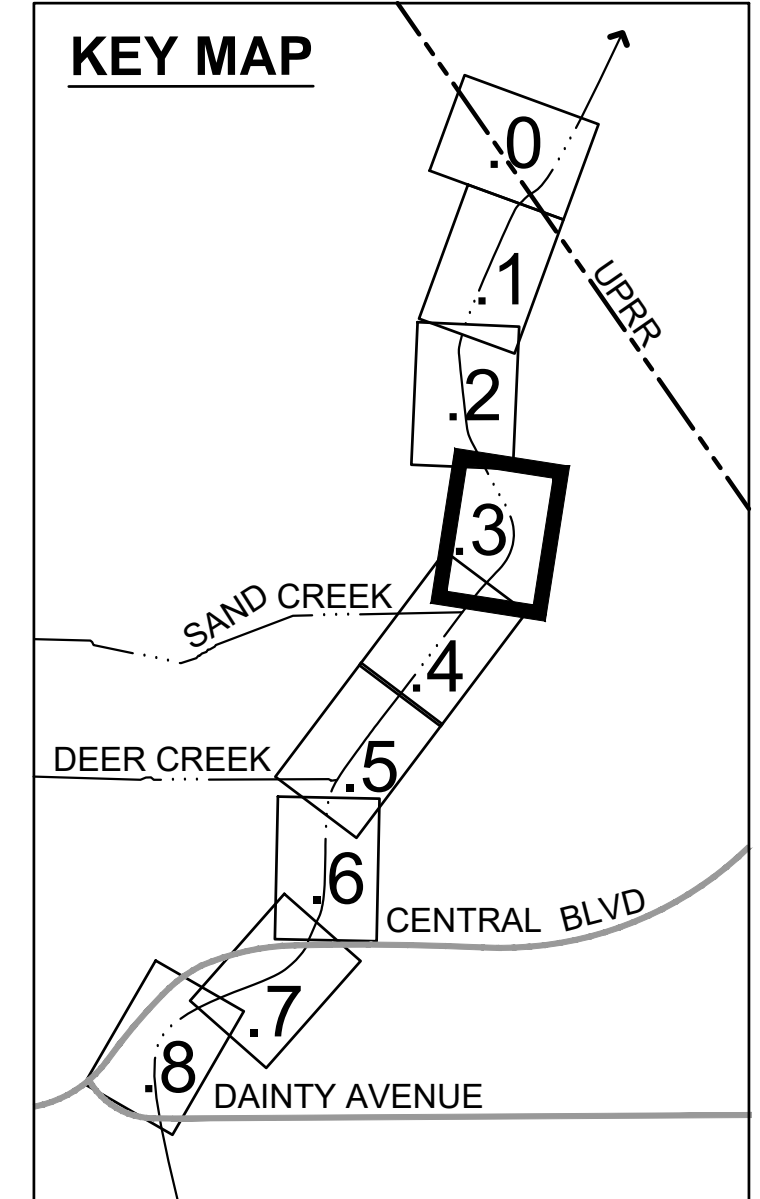 KEY MAP
.0
.1
UPRR
.2
.3
SAND CREEK
.4
DEER CREEK
.5
.6
CENTRAL BLVD
.7
.8
DAINTY AVENUE